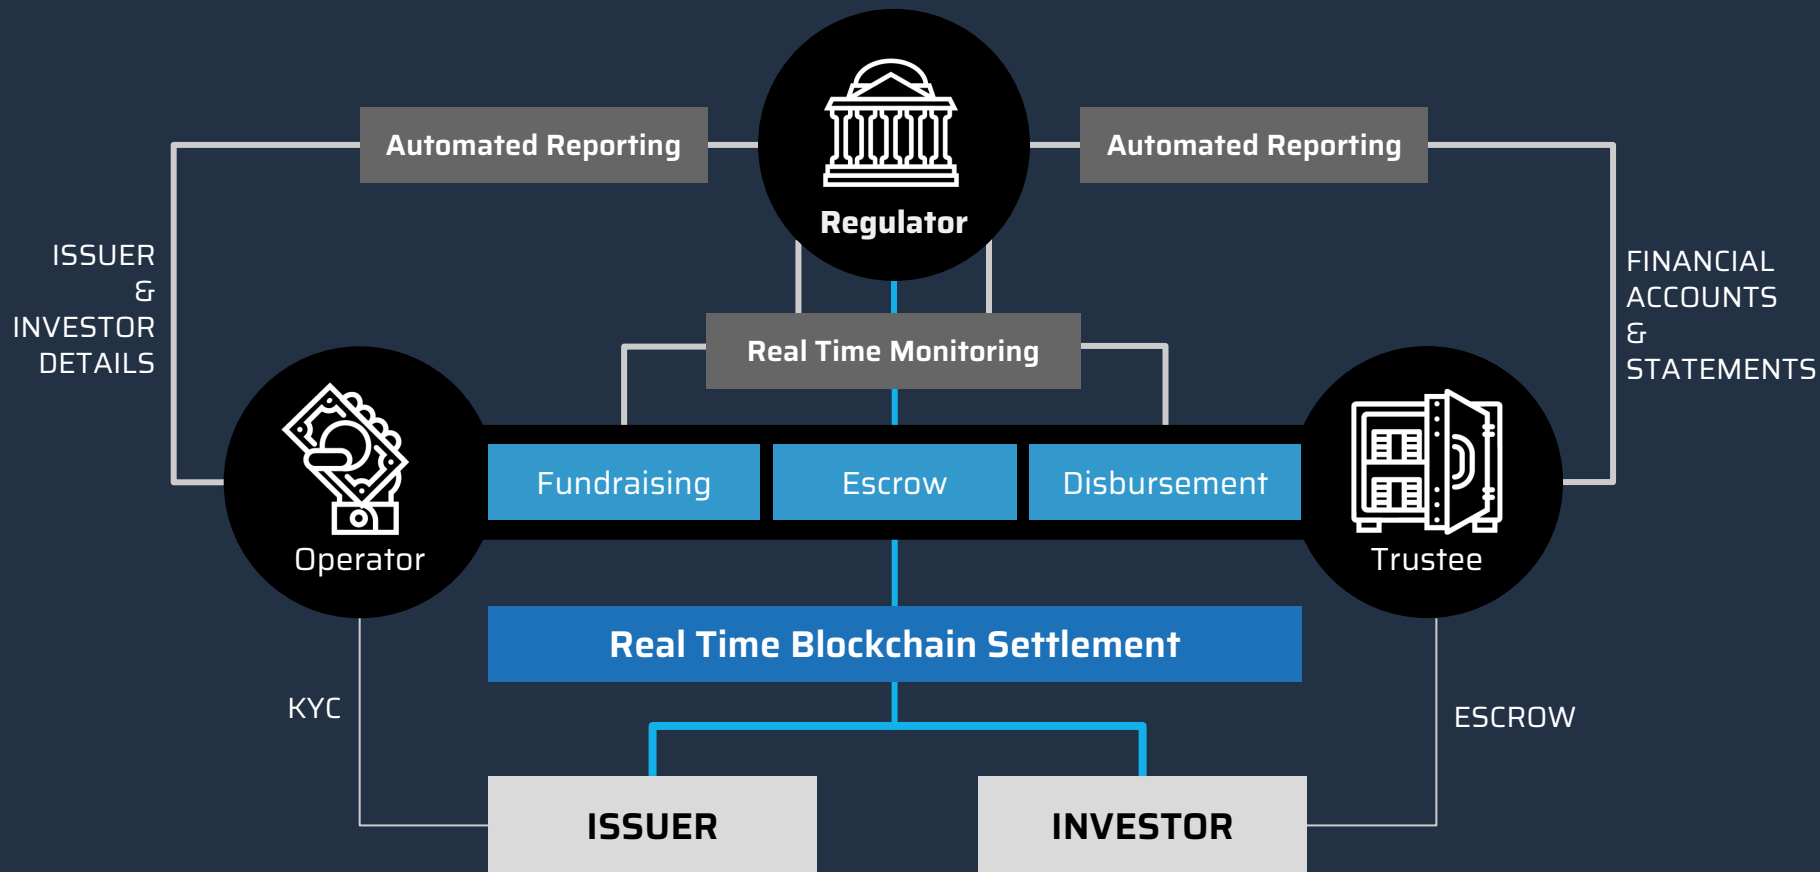 Automated Reporting
Regulator
Automated Reporting
ISSUER
&
INVESTOR
DETAILS
FINANCIAL
ACCOUNTS
&
STATEMENTS
Real Time Monitoring
Operator
Fundraising
Escrow
Disbursement
Trustee
Real Time Blockchain Settlement
KYC
ESCROW
ISSUER
INVESTOR